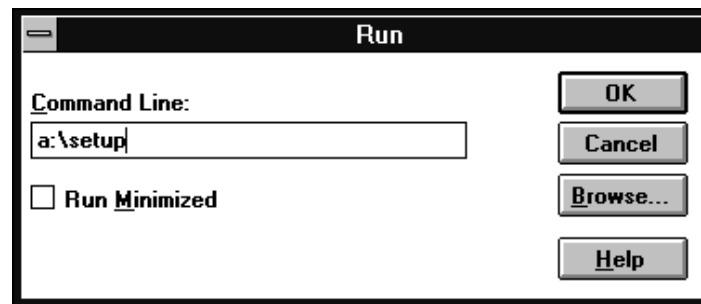 Run
Command Line:
a:\setup
Run Minimized
OK
Cancel
Browse...
Help